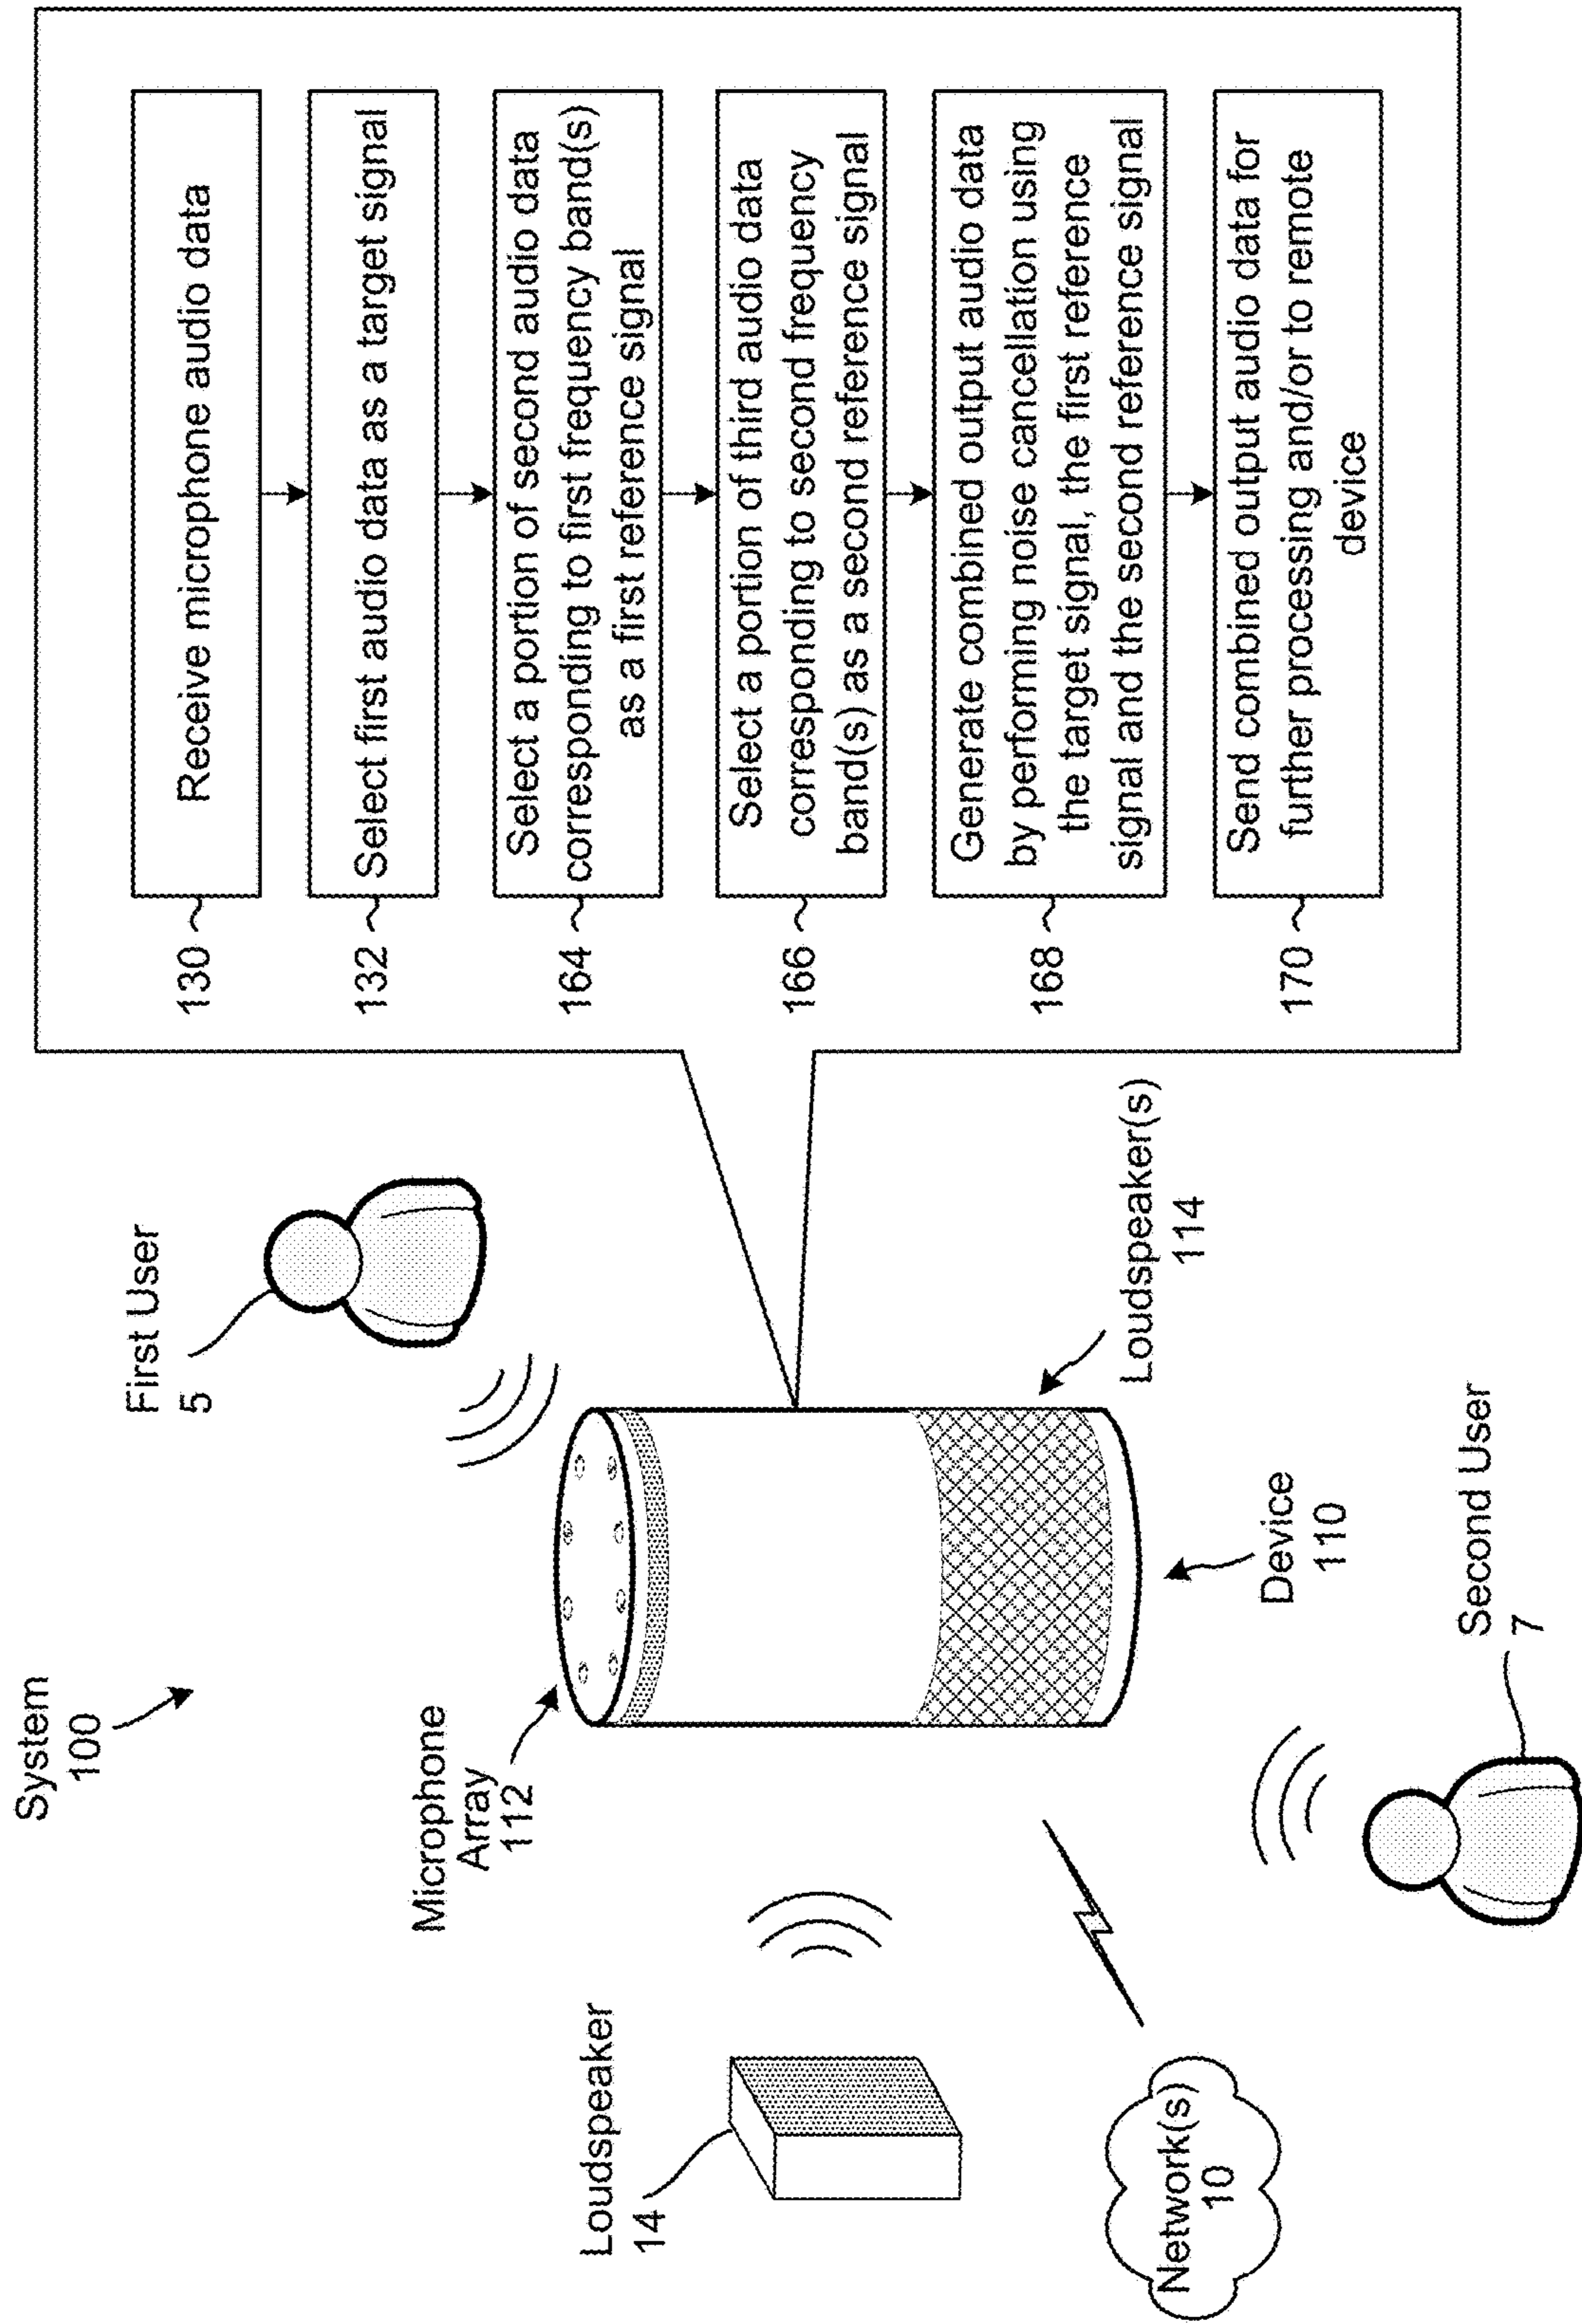 System
100
First User
5
Microphone
Array
112
Loudspeaker
14
Loudspeaker(s)
114
Network(s)
10
Device
110
Second User
7
130
Receive microphone audio data
132
Select first audio data as a target signal
164
Select a portion of second audio data
corresponding to first frequency band(s)
as a first reference signal
166
Select a portion of third audio data
corresponding to second frequency
band(s) as a second reference signal
168
Generate combined output audio data
by performing noise cancellation using
the target signal, the first reference
signal and the second reference signal
170
Send combined output audio data for
further processing and/or to remote
device